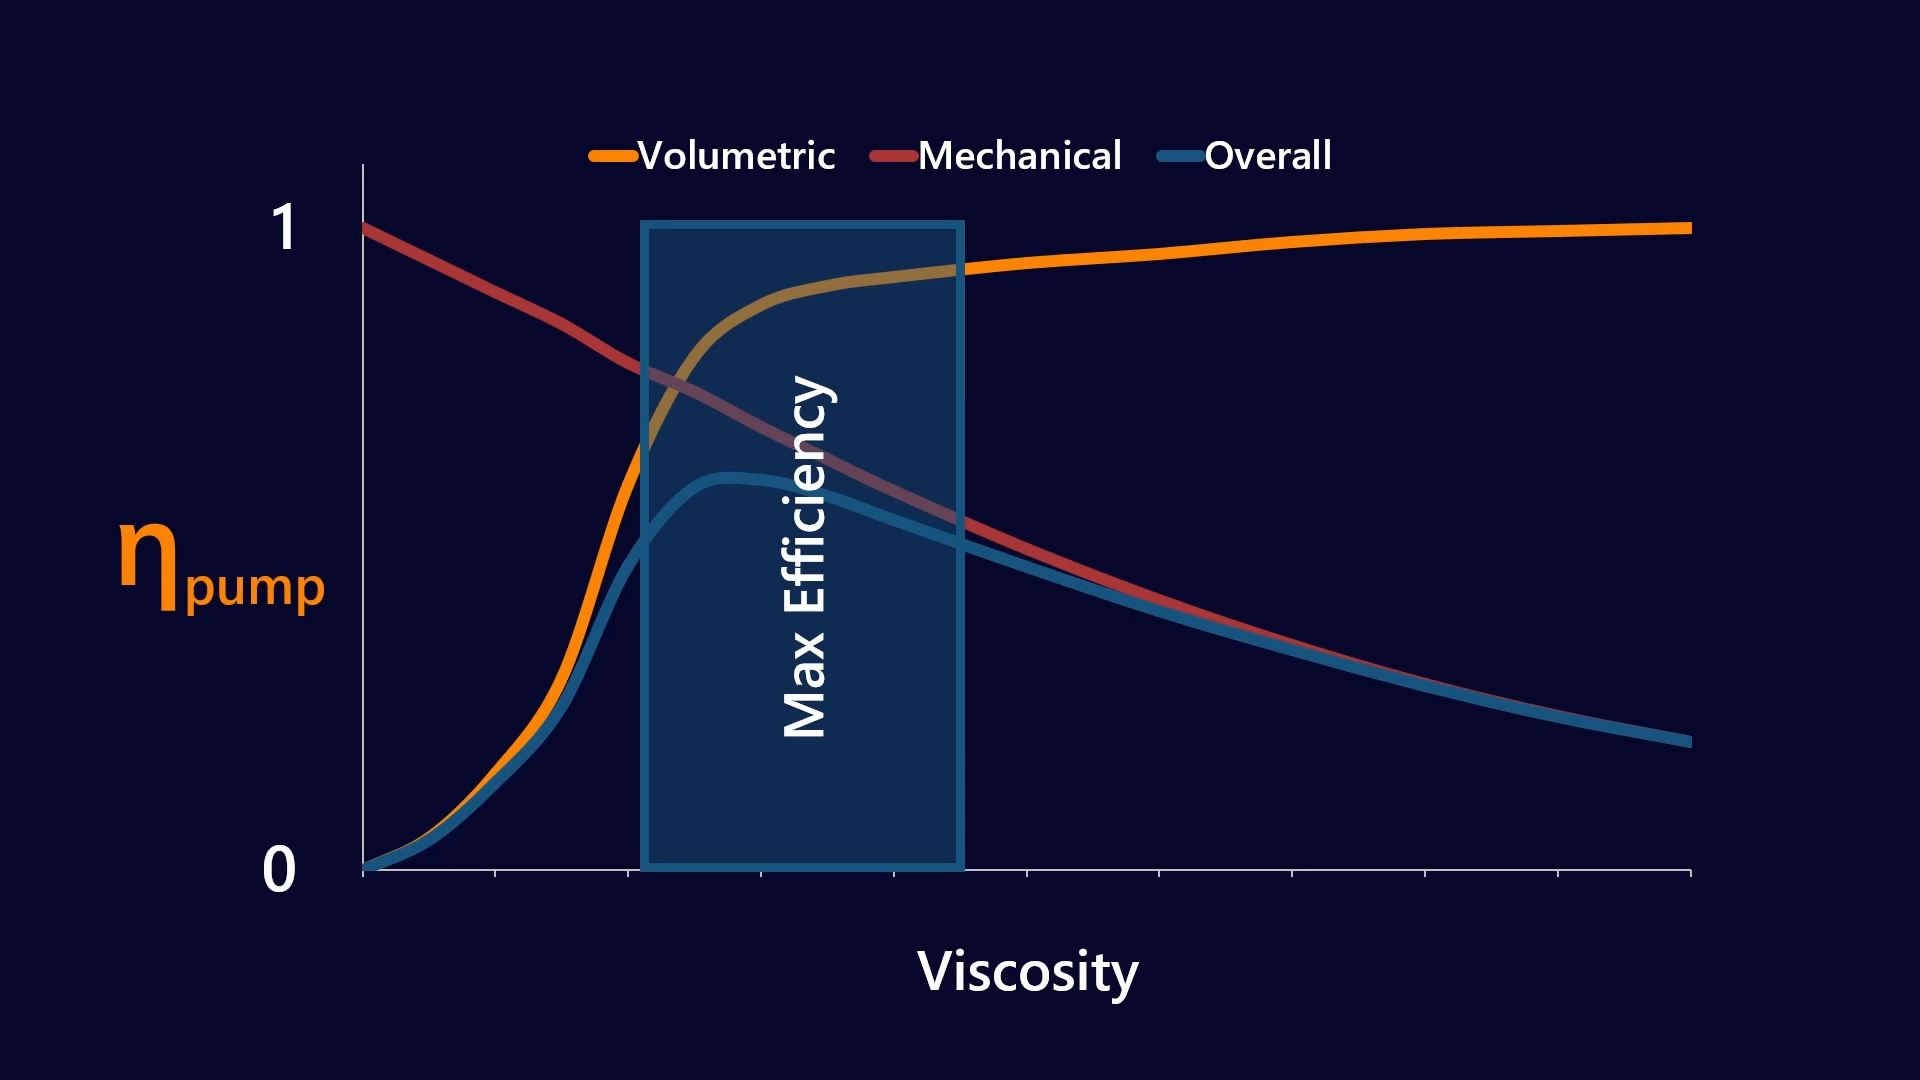 Volumetric Mechanical Overall
1
Max Efficiency
ηpump
0
Viscosity